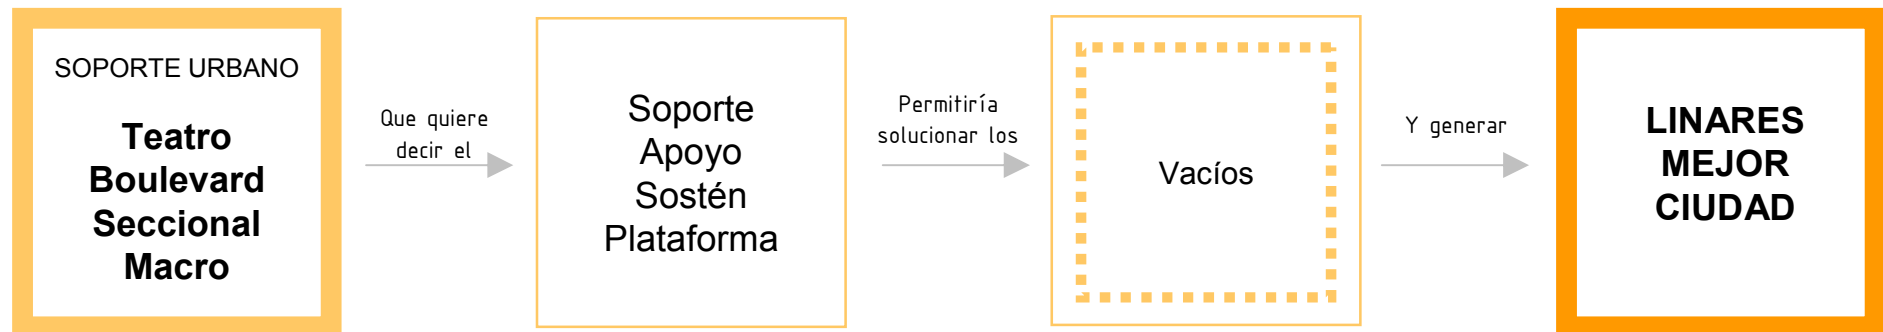 SOPORTE URBANO
Teatro
Boulevard
Seccional
Macro
Que quiere
decir el
Soporte
Apoyo
Sostén
Plataforma
Permitiría
solucionar los
Vacíos
Y generar
LINARES
MEJOR
CIUDAD